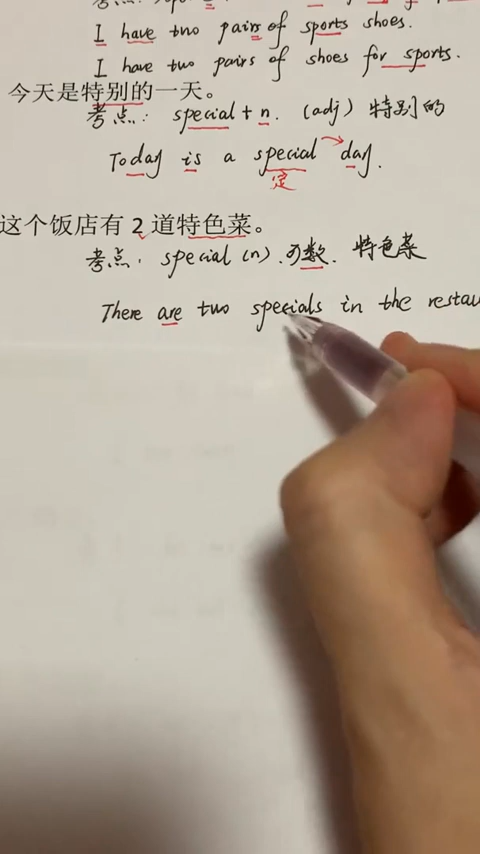 I have two pairs of sports shoes.
I have two pairs of shoes for sports.
今天是特别的一天。
考点: special + n. (adj) 特别的
Today is a special day.
定
这个饭店有 2 道特色菜。
考点: special (n) 可数. 特色菜
There are two specials in the restau